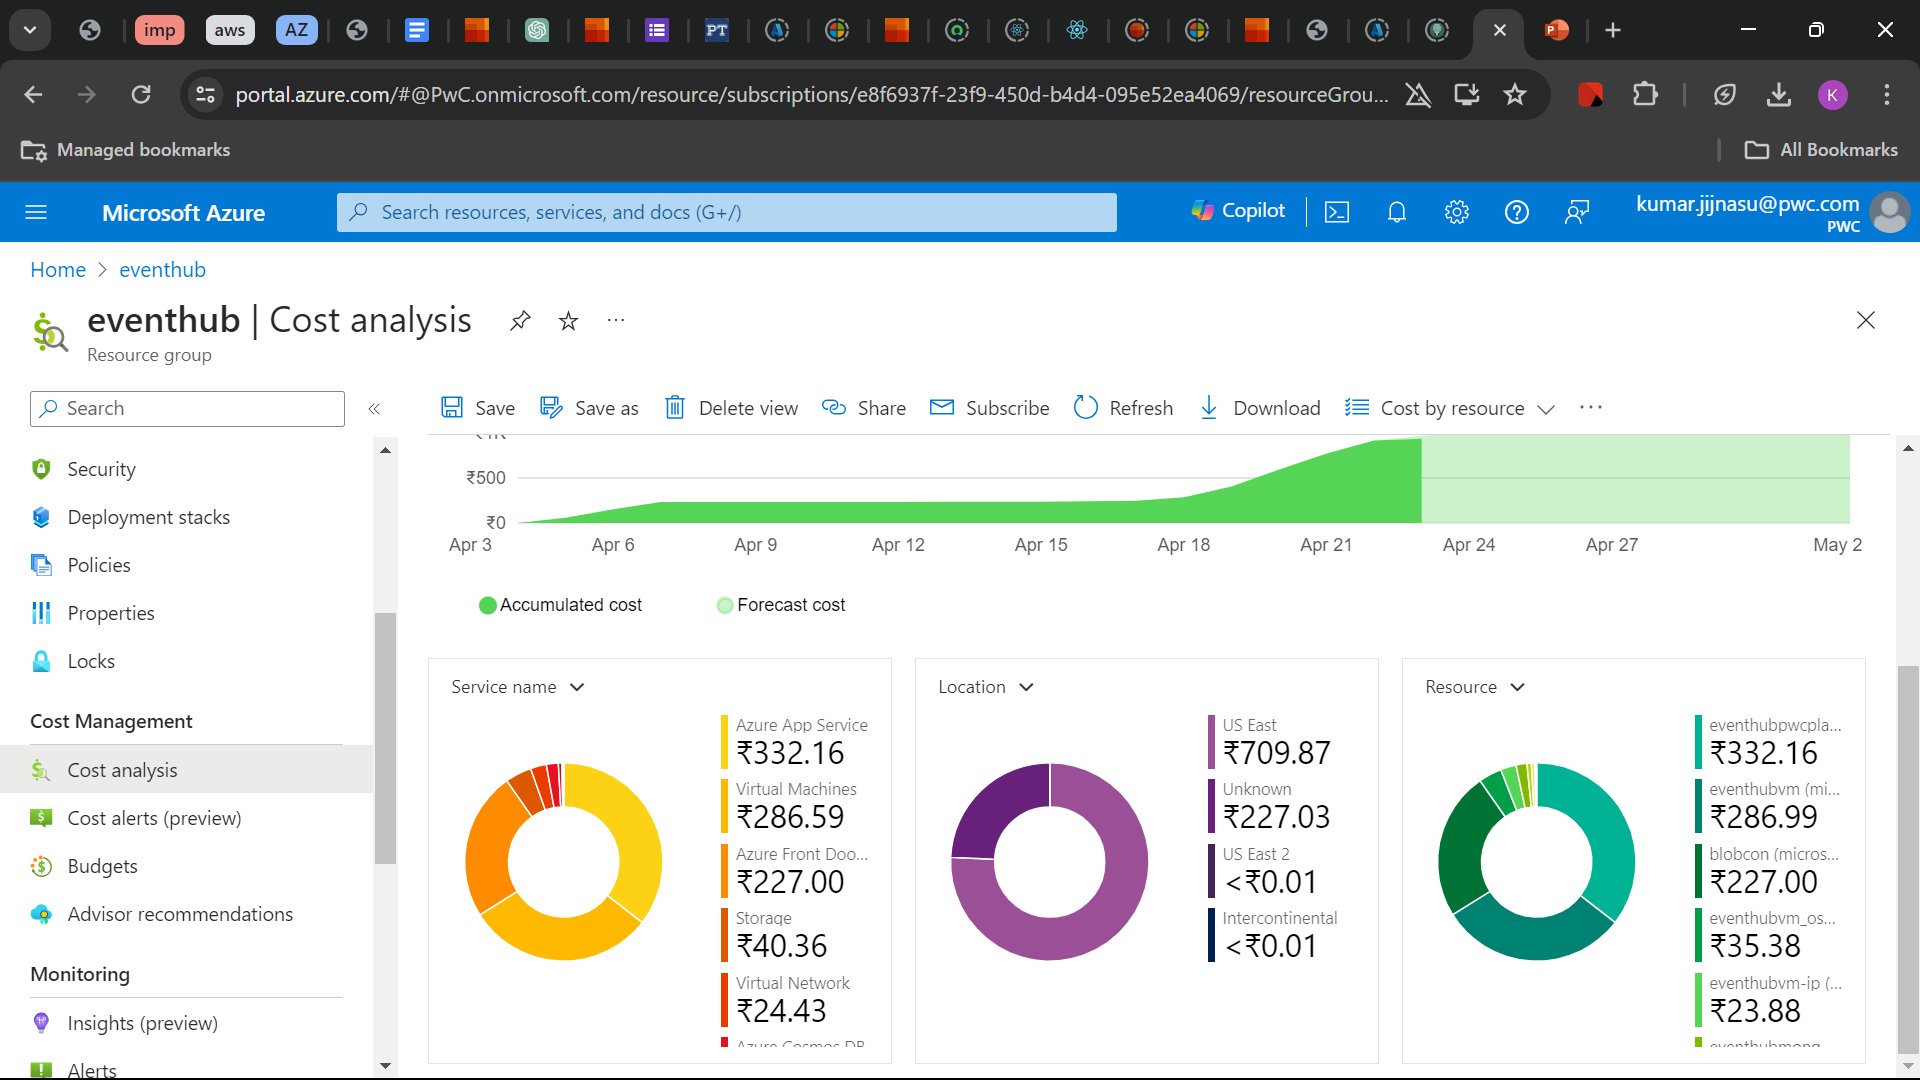 imp
aws
AZ
PT
portal.azure.com/#@PwC.onmicrosoft.com/resource/subscriptions/e8f6937f-23f9-450d-b4d4-095e52ea4069/resourceGrou...
K
Managed bookmarks
All Bookmarks
Microsoft Azure
Search resources, services, and docs (G+/)
Copilot
kumar.jijnasu@pwc.com
PWC
Home > eventhub
eventhub | Cost analysis
Resource group
Search
Save
Save as
Delete view
Share
Subscribe
Refresh
Download
Cost by resource
Security
Deployment stacks
Policies
Properties
Locks
Cost Management
Cost analysis
Cost alerts (preview)
Budgets
Advisor recommendations
Monitoring
Insights (preview)
Alerts
₹1K
₹500
₹0
Apr 3
Apr 6
Apr 9
Apr 12
Apr 15
Apr 18
Apr 21
Apr 24
Apr 27
May 2
Accumulated cost
Forecast cost
Service name
Azure App Service
₹332.16
Virtual Machines
₹286.59
Azure Front Doo...
₹227.00
Storage
₹40.36
Virtual Network
₹24.43
Azure Cosmos DB
Location
US East
₹709.87
Unknown
₹227.03
US East 2
<₹0.01
Intercontinental
<₹0.01
Resource
eventhubpwcpla...
₹332.16
eventhubvm (mi...
₹286.99
blobcon (micros...
₹227.00
eventhubvm_os...
₹35.38
eventhubvm-ip (...
₹23.88
eventhubmong